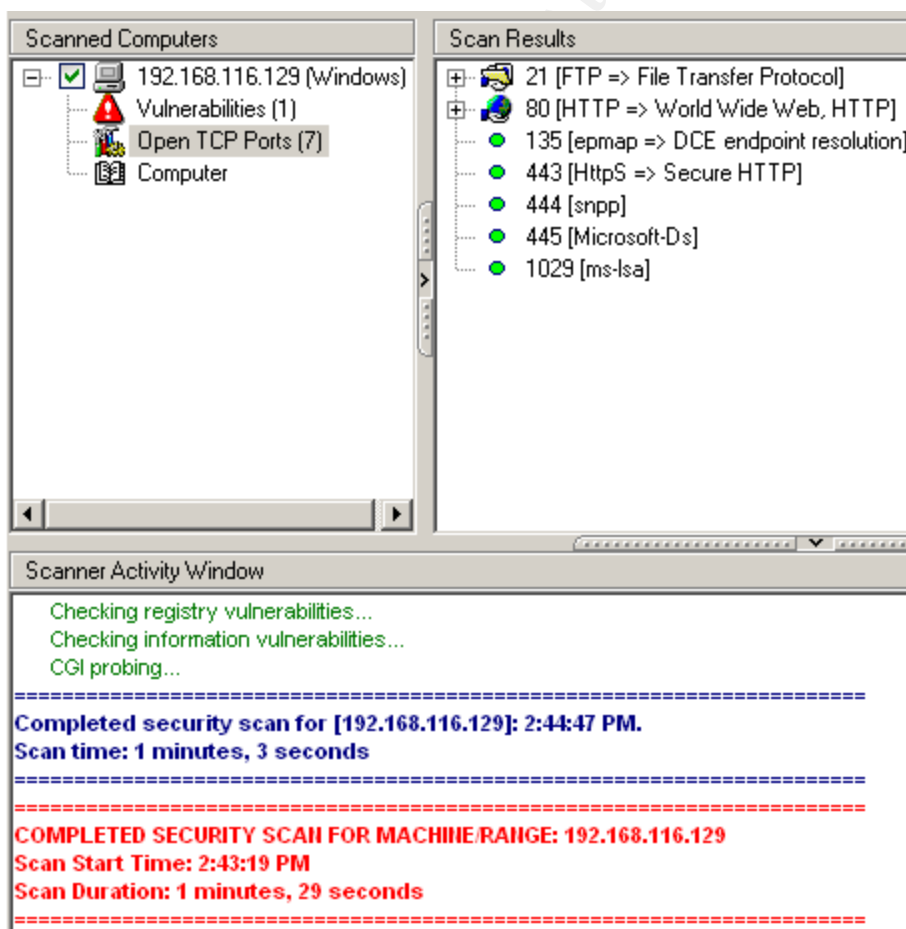 Scanned Computers
192.168.116.129 (Windows)
Vulnerabilities (1)
Open TCP Ports (7)
Computer
Scan Results
21 [FTP => File Transfer Protocol]
80 [HTTP => World Wide Web, HTTP]
135 [epmap => DCE endpoint resolution]
443 [HttpS => Secure HTTP]
444 [snpp]
445 [Microsoft-Ds]
1029 [ms-lsa]
Scanner Activity Window
Checking registry vulnerabilities...
Checking information vulnerabilities...
CGI probing...
=======================================================================
Completed security scan for [192.168.116.129]: 2:44:47 PM.
Scan time: 1 minutes, 3 seconds
=======================================================================
=======================================================================
COMPLETED SECURITY SCAN FOR MACHINE/RANGE: 192.168.116.129
Scan Start Time: 2:43:19 PM
Scan Duration: 1 minutes, 29 seconds
=======================================================================